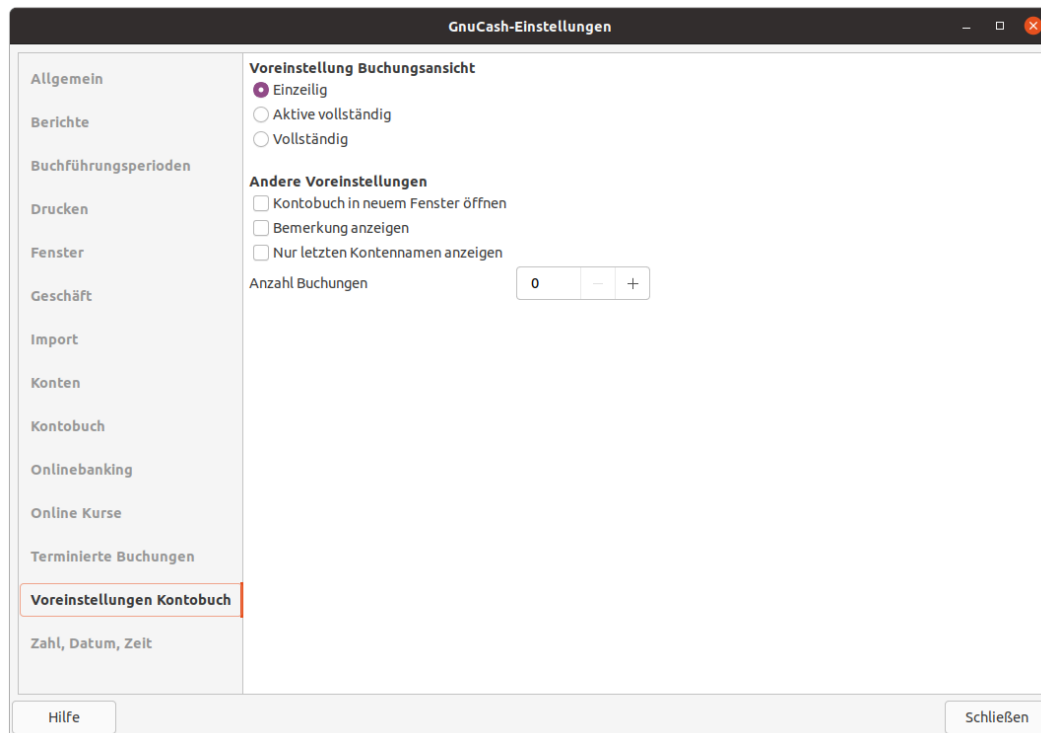 GnuCash-Einstellungen
Allgemein
Berichte
Buchführungsperioden
Drucken
Fenster
Geschäft
Import
Konten
Kontobuch
Onlinebanking
Online Kurse
Terminierte Buchungen
Voreinstellungen Kontobuch
Zahl, Datum, Zeit
Voreinstellung Buchungsansicht
Einzeilig
Aktive vollständig
Vollständig
Andere Voreinstellungen
Kontobuch in neuem Fenster öffnen
Bemerkung anzeigen
Nur letzten Kontennamen anzeigen
Anzahl Buchungen 0 − +
Hilfe Schließen